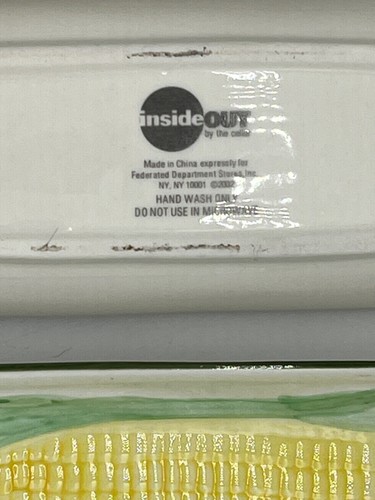 insideOUT
by the cellar
Made in China expressly for
Federated Department Stores, Inc.
NY, NY 10001 ©2002
HAND WASH ONLY
DO NOT USE IN MICROWAVE